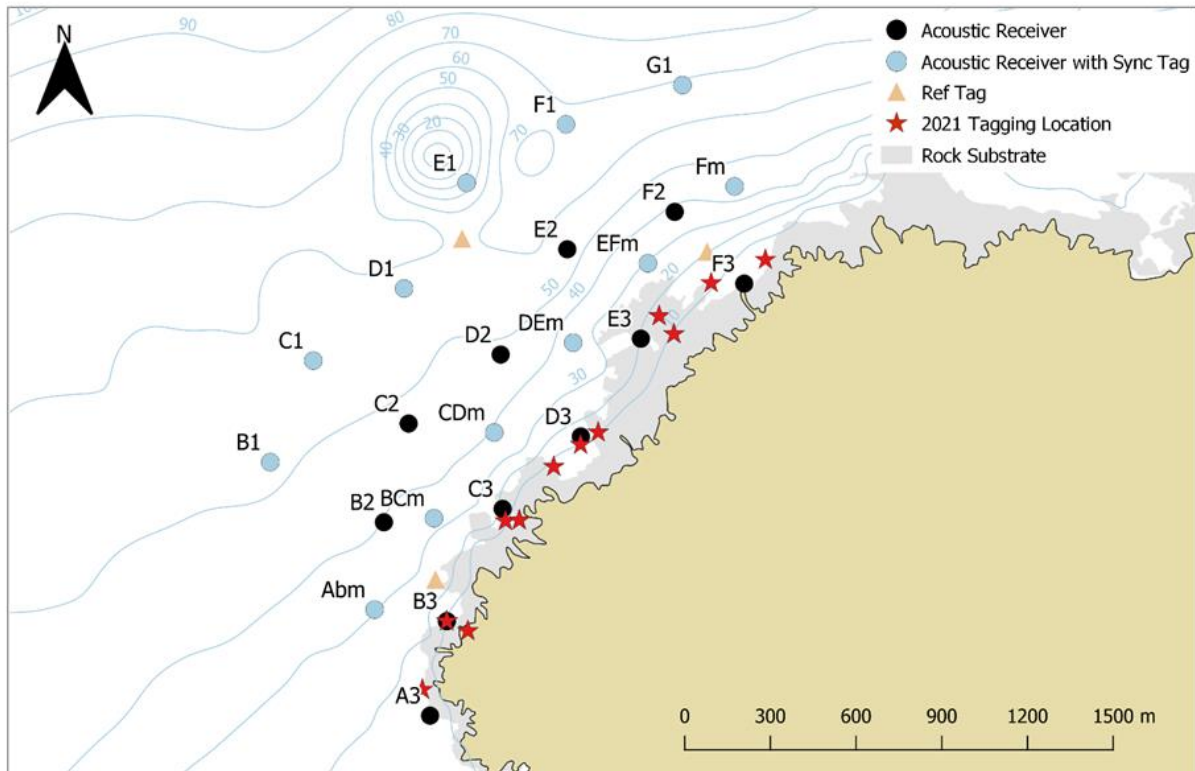 90
80
70
60
50
40
30
20
70
N
Acoustic Receiver
Acoustic Receiver with Sync Tag
Ref Tag
2021 Tagging Location
Rock Substrate
G1
F1
E1
Fm
F2
E2
EFm
20
F3
D1
50
40
DEm
E3
D2
30
C1
C2
CDm
D3
B1
C3
B2
BCm
Abm
B3
A3
0
300
600
900
1200
1500 m